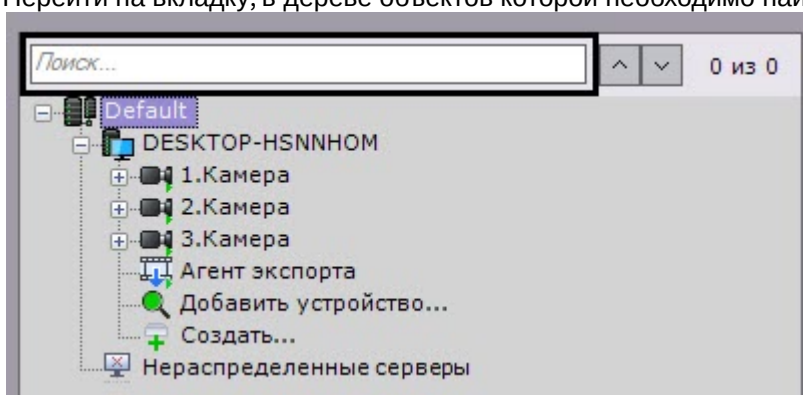 Перейти на вкладку, в дереве объектов которой необходимо най
Поиск...
0 из 0
Default
DESKTOP-HSNNHOM
1.Камера
2.Камера
3.Камера
Агент экспорта
Добавить устройство...
Создать...
Нераспределенные серверы